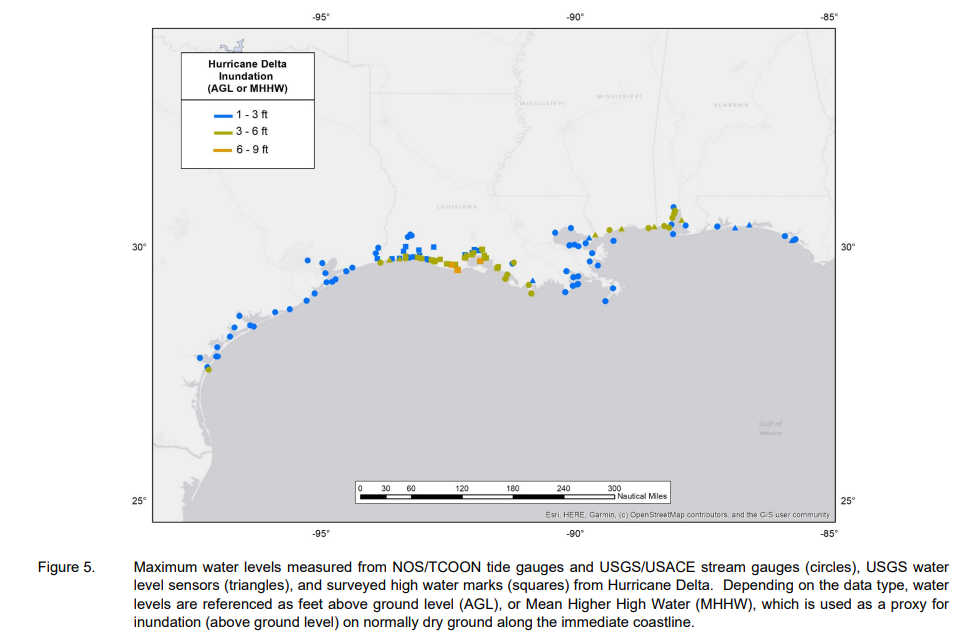 -95° -90° -85°
Hurricane Delta
Inundation
(AGL or MHHW)
1 - 3 ft
3 - 6 ft
6 - 9 ft
MISSISSIPPI MISSISSIPPI ALABAMA
LOUISIANA
30° 30°
Gulf of
Mexico
0 30 60 120 180 240 300
Nautical Miles
25° 25°
Esri, HERE, Garmin, (c) OpenStreetMap contributors, and the GIS user community
-95° -90° -85°
Figure 5. Maximum water levels measured from NOS/TCOON tide gauges and USGS/USACE stream gauges (circles), USGS water
level sensors (triangles), and surveyed high water marks (squares) from Hurricane Delta. Depending on the data type, water
levels are referenced as feet above ground level (AGL), or Mean Higher High Water (MHHW), which is used as a proxy for
inundation (above ground level) on normally dry ground along the immediate coastline.